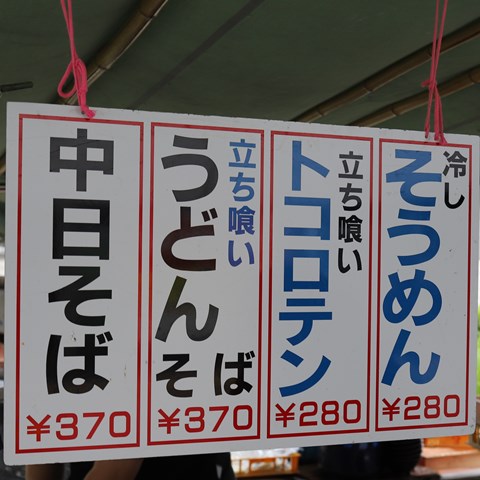 冷し
そうめん
¥280
立ち喰い
トコロテン
¥280
立ち喰い
うどん
そば
¥370
中日そば
¥370